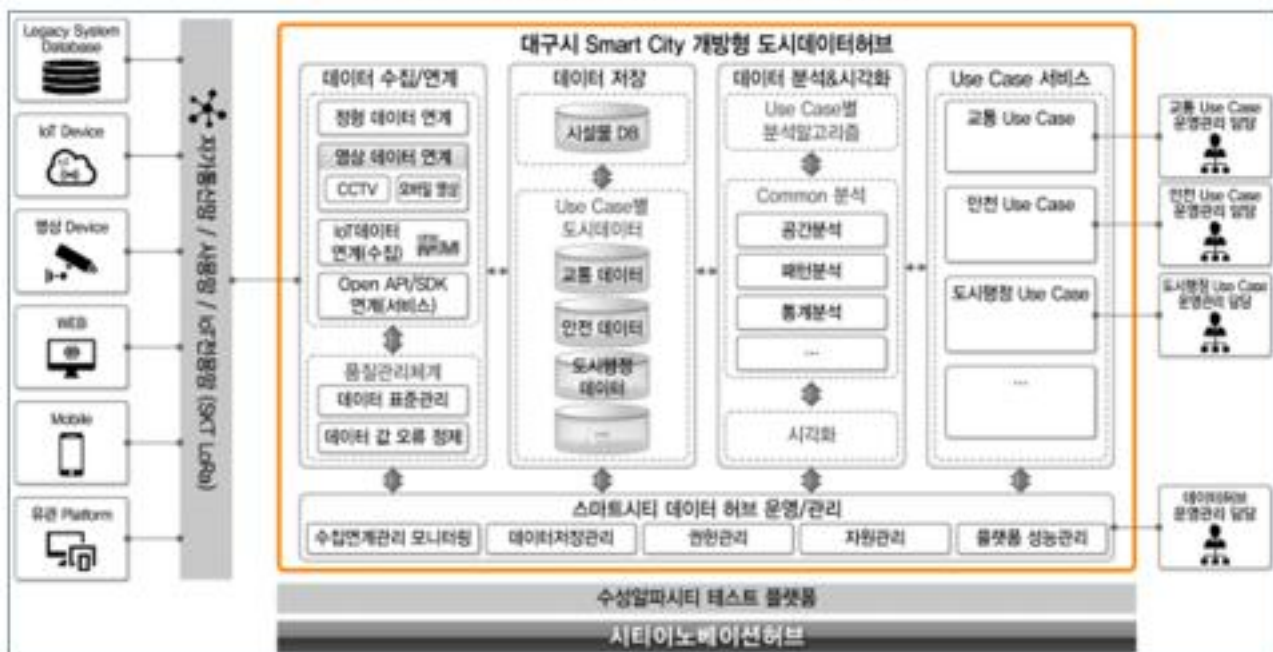 Legacy System
Database
IoT Device
영상 Device
WEB
Mobile
유관 Platform
자가통신망 / 상용망 / IoT전용망 (SKT LoRa)
대구시 Smart City 개방형 도시데이터허브
데이터 수집/연계
정형 데이터 연계
영상 데이터 연계
CCTV
모바일 영상
IoT데이터
연계(수집)
Open API/SDK
연계(서비스)
품질관리체계
데이터 표준관리
데이터 값 오류 정제
데이터 저장
시설물 DB
Use Case별
도시데이터
교통 데이터
안전 데이터
도시행정
데이터
...
데이터 분석&시각화
Use Case별
분석알고리즘
Common 분석
공간분석
패턴분석
통계분석
...
시각화
Use Case 서비스
교통 Use Case
안전 Use Case
도시행정 Use Case
...
스마트시티 데이터 허브 운영/관리
수집연계관리 모니터링
데이터저장관리
권한관리
자원관리
플랫폼 성능관리
교통 Use Case
운영관리 담당
안전 Use Case
운영관리 담당
도시행정 Use Case
운영관리 담당
데이터허브
운영관리 담당
수성알파시티 테스트 플랫폼
시티이노베이션허브